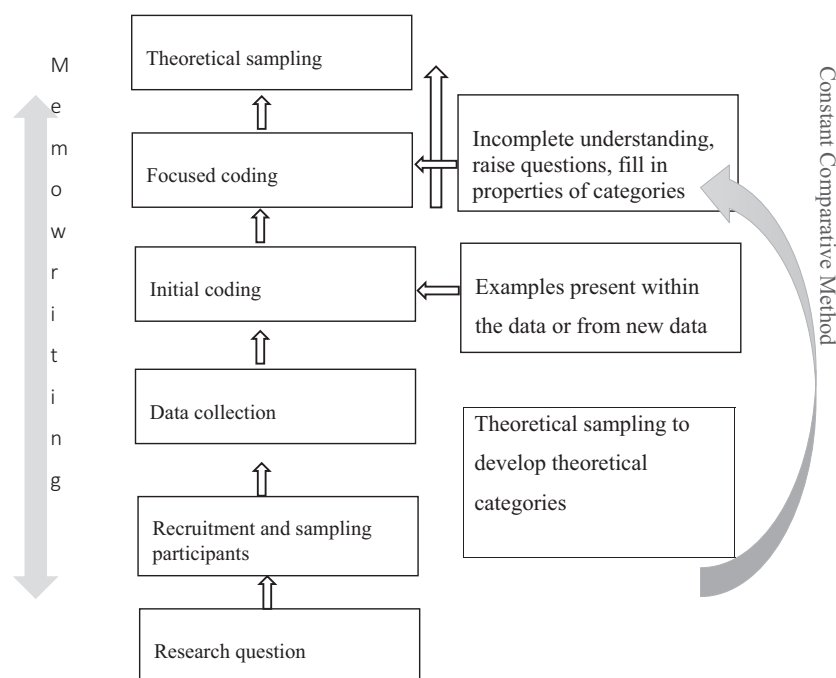 Memo writing
Theoretical sampling
Focused coding
Initial coding
Data collection
Recruitment and sampling
participants
Research question
Incomplete understanding,
raise questions, fill in
properties of categories
Examples present within
the data or from new data
Theoretical sampling to
develop theoretical
categories
Constant Comparative Method